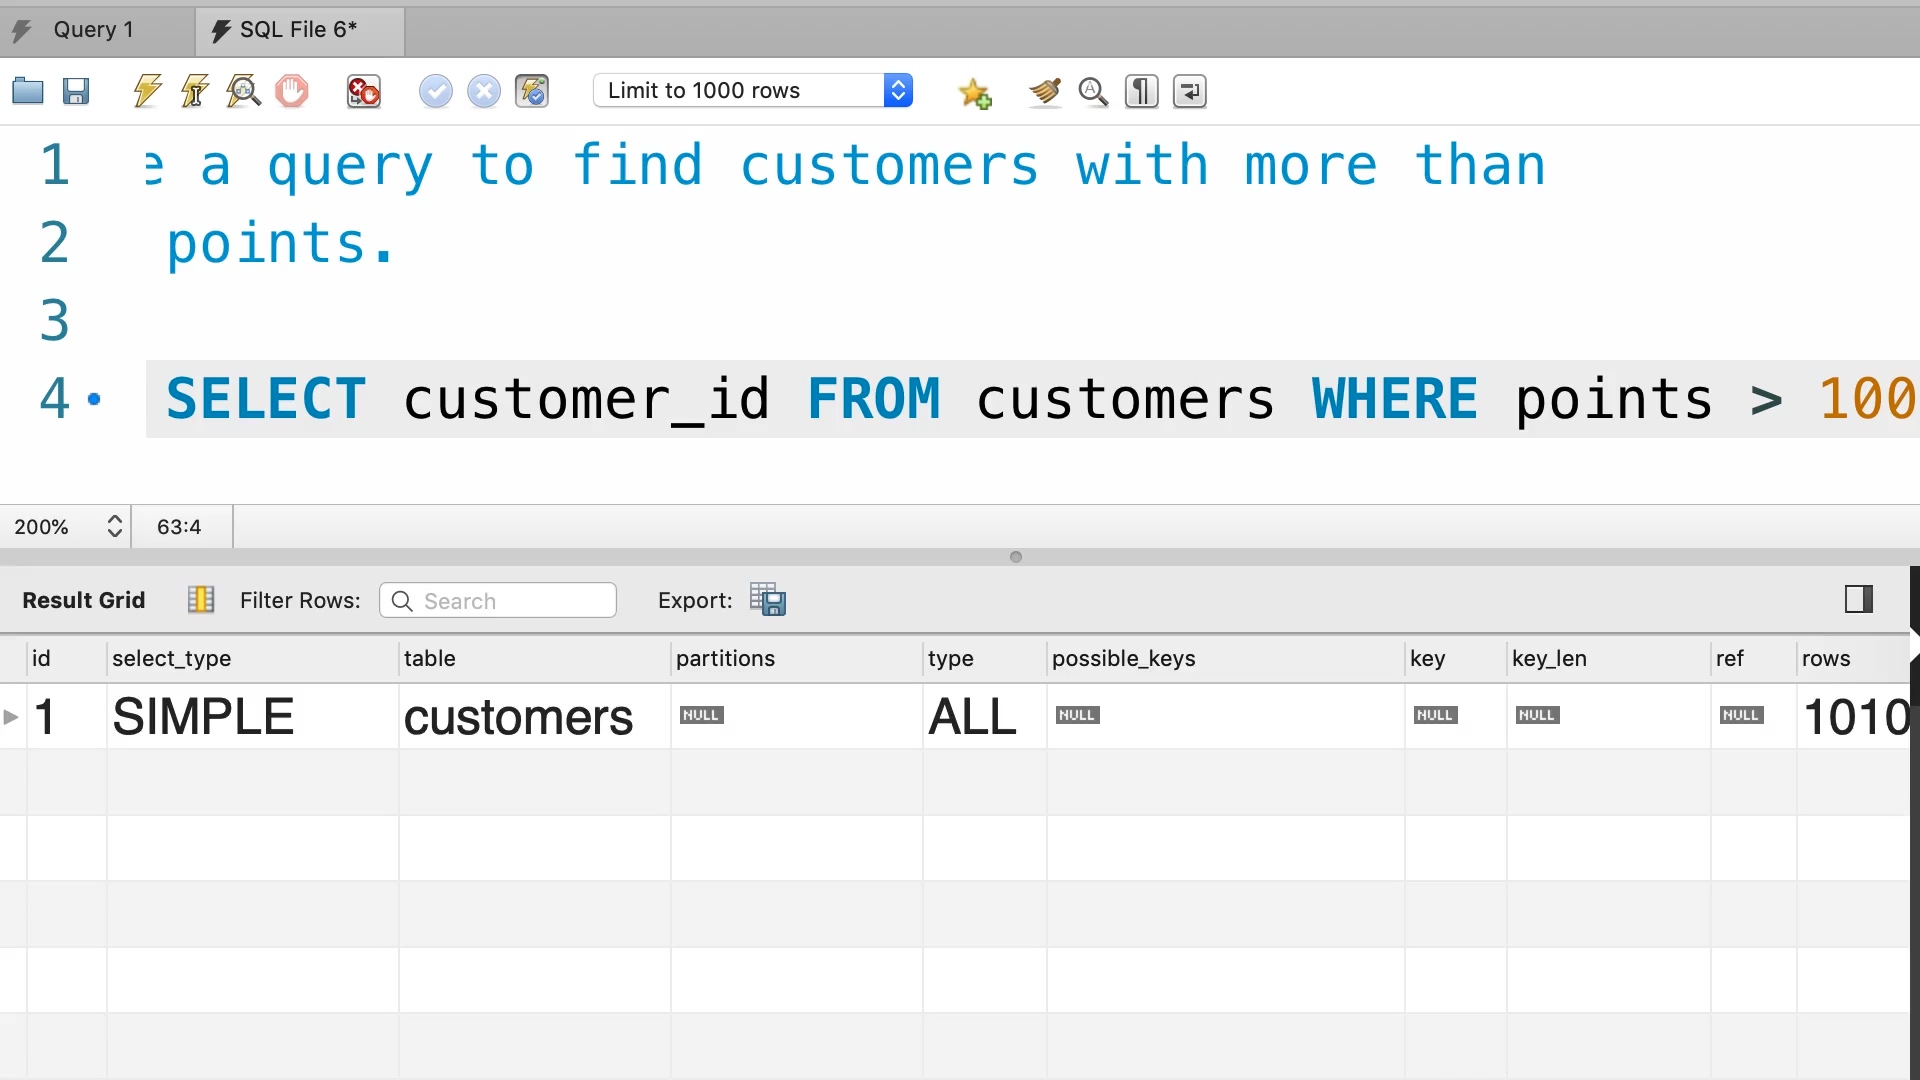 Query 1
SQL File 6*
Limit to 1000 rows
1 a query to find customers with more than
2 points.
3
4 SELECT customer_id FROM customers WHERE points > 100
200% 63:4
Result Grid Filter Rows: Search Export:
id select_type table partitions type possible_keys key key_len ref rows
1 SIMPLE customers NULL ALL NULL NULL NULL NULL 1010